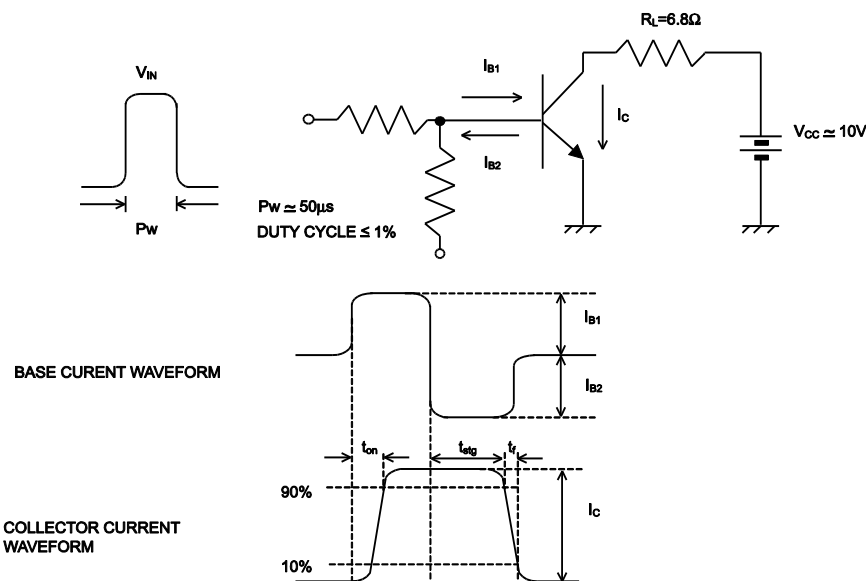 RL=6.8Ω
VIN
IB1
IC
VCC ≃ 10V
IB2
PW
PW ≃ 50μs
DUTY CYCLE ≤ 1%
IB1
BASE CURENT WAVEFORM
IB2
ton
tstg
tf
90%
IC
COLLECTOR CURRENT
WAVEFORM
10%